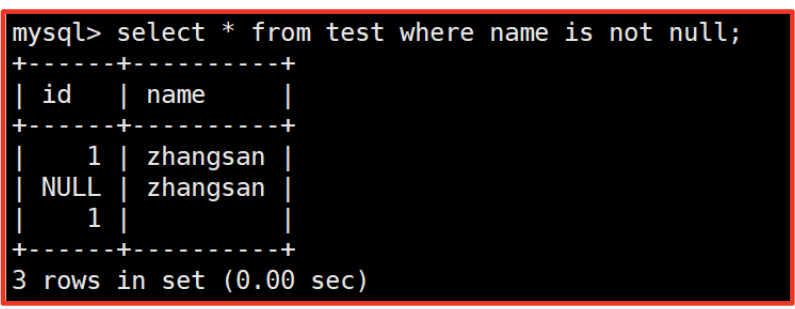 mysql> select * from test where name is not null;
+------+----------+
| id   | name     |
+------+----------+
|    1 | zhangsan |
| NULL | zhangsan |
|    1 |          |
+------+----------+
3 rows in set (0.00 sec)